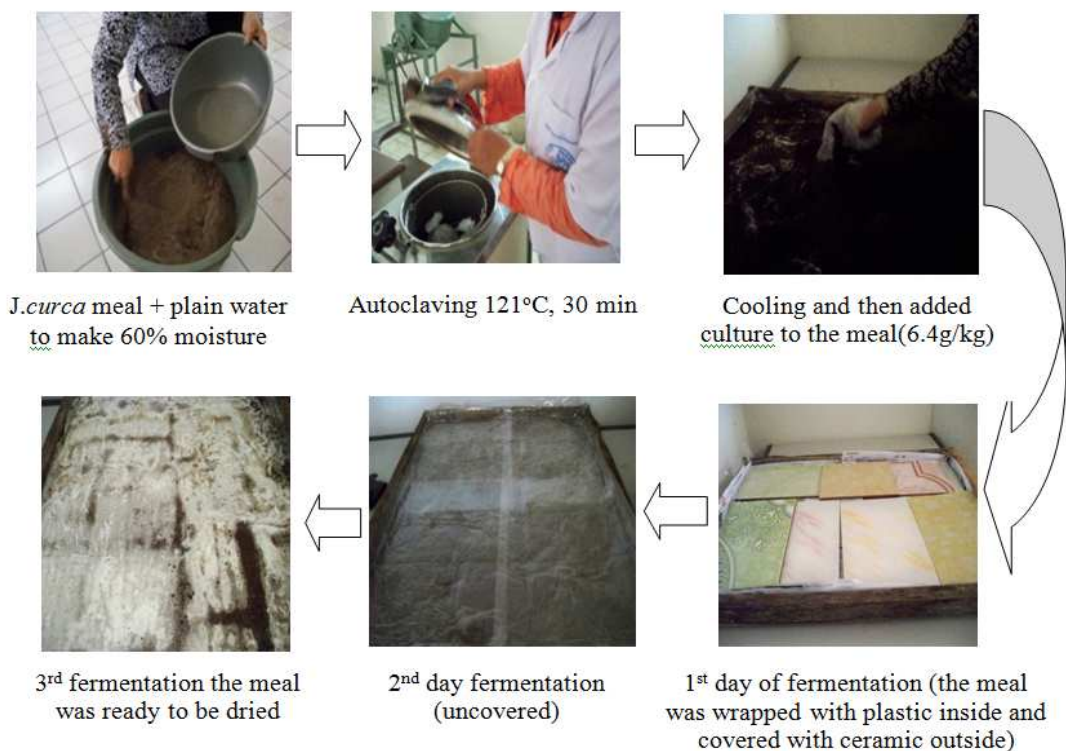 J.curca meal + plain water
to make 60% moisture
Autoclaving 121°C, 30 min
Cooling and then added
culture to the meal(6.4g/kg)
1st day of fermentation (the meal
was wrapped with plastic inside and
covered with ceramic outside)
2nd day fermentation
(uncovered)
3rd fermentation the meal
was ready to be dried